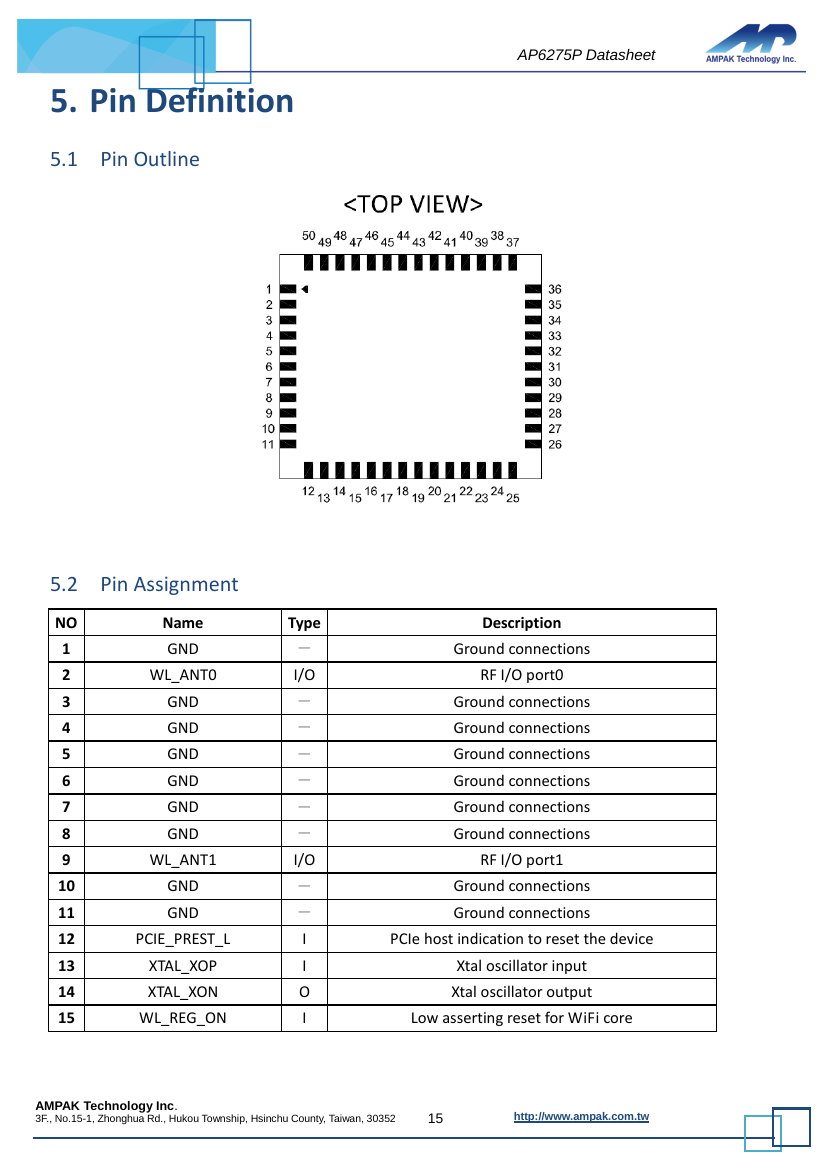 AP6275P Datasheet
AMPAK Technology Inc.
5. Pin Definition
5.1 Pin Outline
<TOP VIEW>
50 49 48 47 46 45 44 43 42 41 40 39 38 37
1 36
2 35
3 34
4 33
5 32
6 31
7 30
8 29
9 28
10 27
11 26
12 13 14 15 16 17 18 19 20 21 22 23 24 25
5.2 Pin Assignment
NO Name Type Description
1 GND — Ground connections
2 WL_ANT0 I/O RF I/O port0
3 GND — Ground connections
4 GND — Ground connections
5 GND — Ground connections
6 GND — Ground connections
7 GND — Ground connections
8 GND — Ground connections
9 WL_ANT1 I/O RF I/O port1
10 GND — Ground connections
11 GND — Ground connections
12 PCIE_PREST_L I PCIe host indication to reset the device
13 XTAL_XOP I Xtal oscillator input
14 XTAL_XON O Xtal oscillator output
15 WL_REG_ON I Low asserting reset for WiFi core
AMPAK Technology Inc.
3F., No.15-1, Zhonghua Rd., Hukou Township, Hsinchu County, Taiwan, 30352 15 http://www.ampak.com.tw